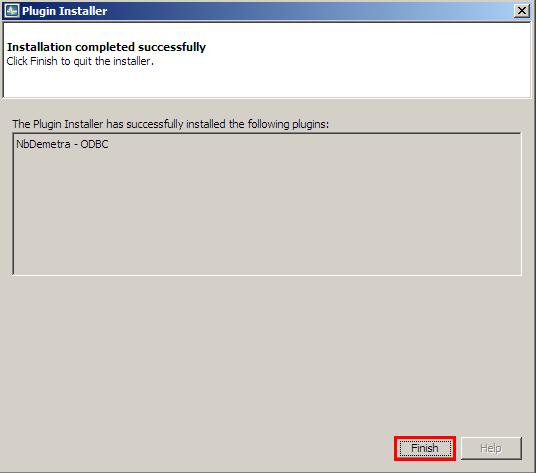 Plugin Installer
Installation completed successfully
Click Finish to quit the installer.
The Plugin Installer has successfully installed the following plugins:
NbDemetra - ODBC
Finish
Help